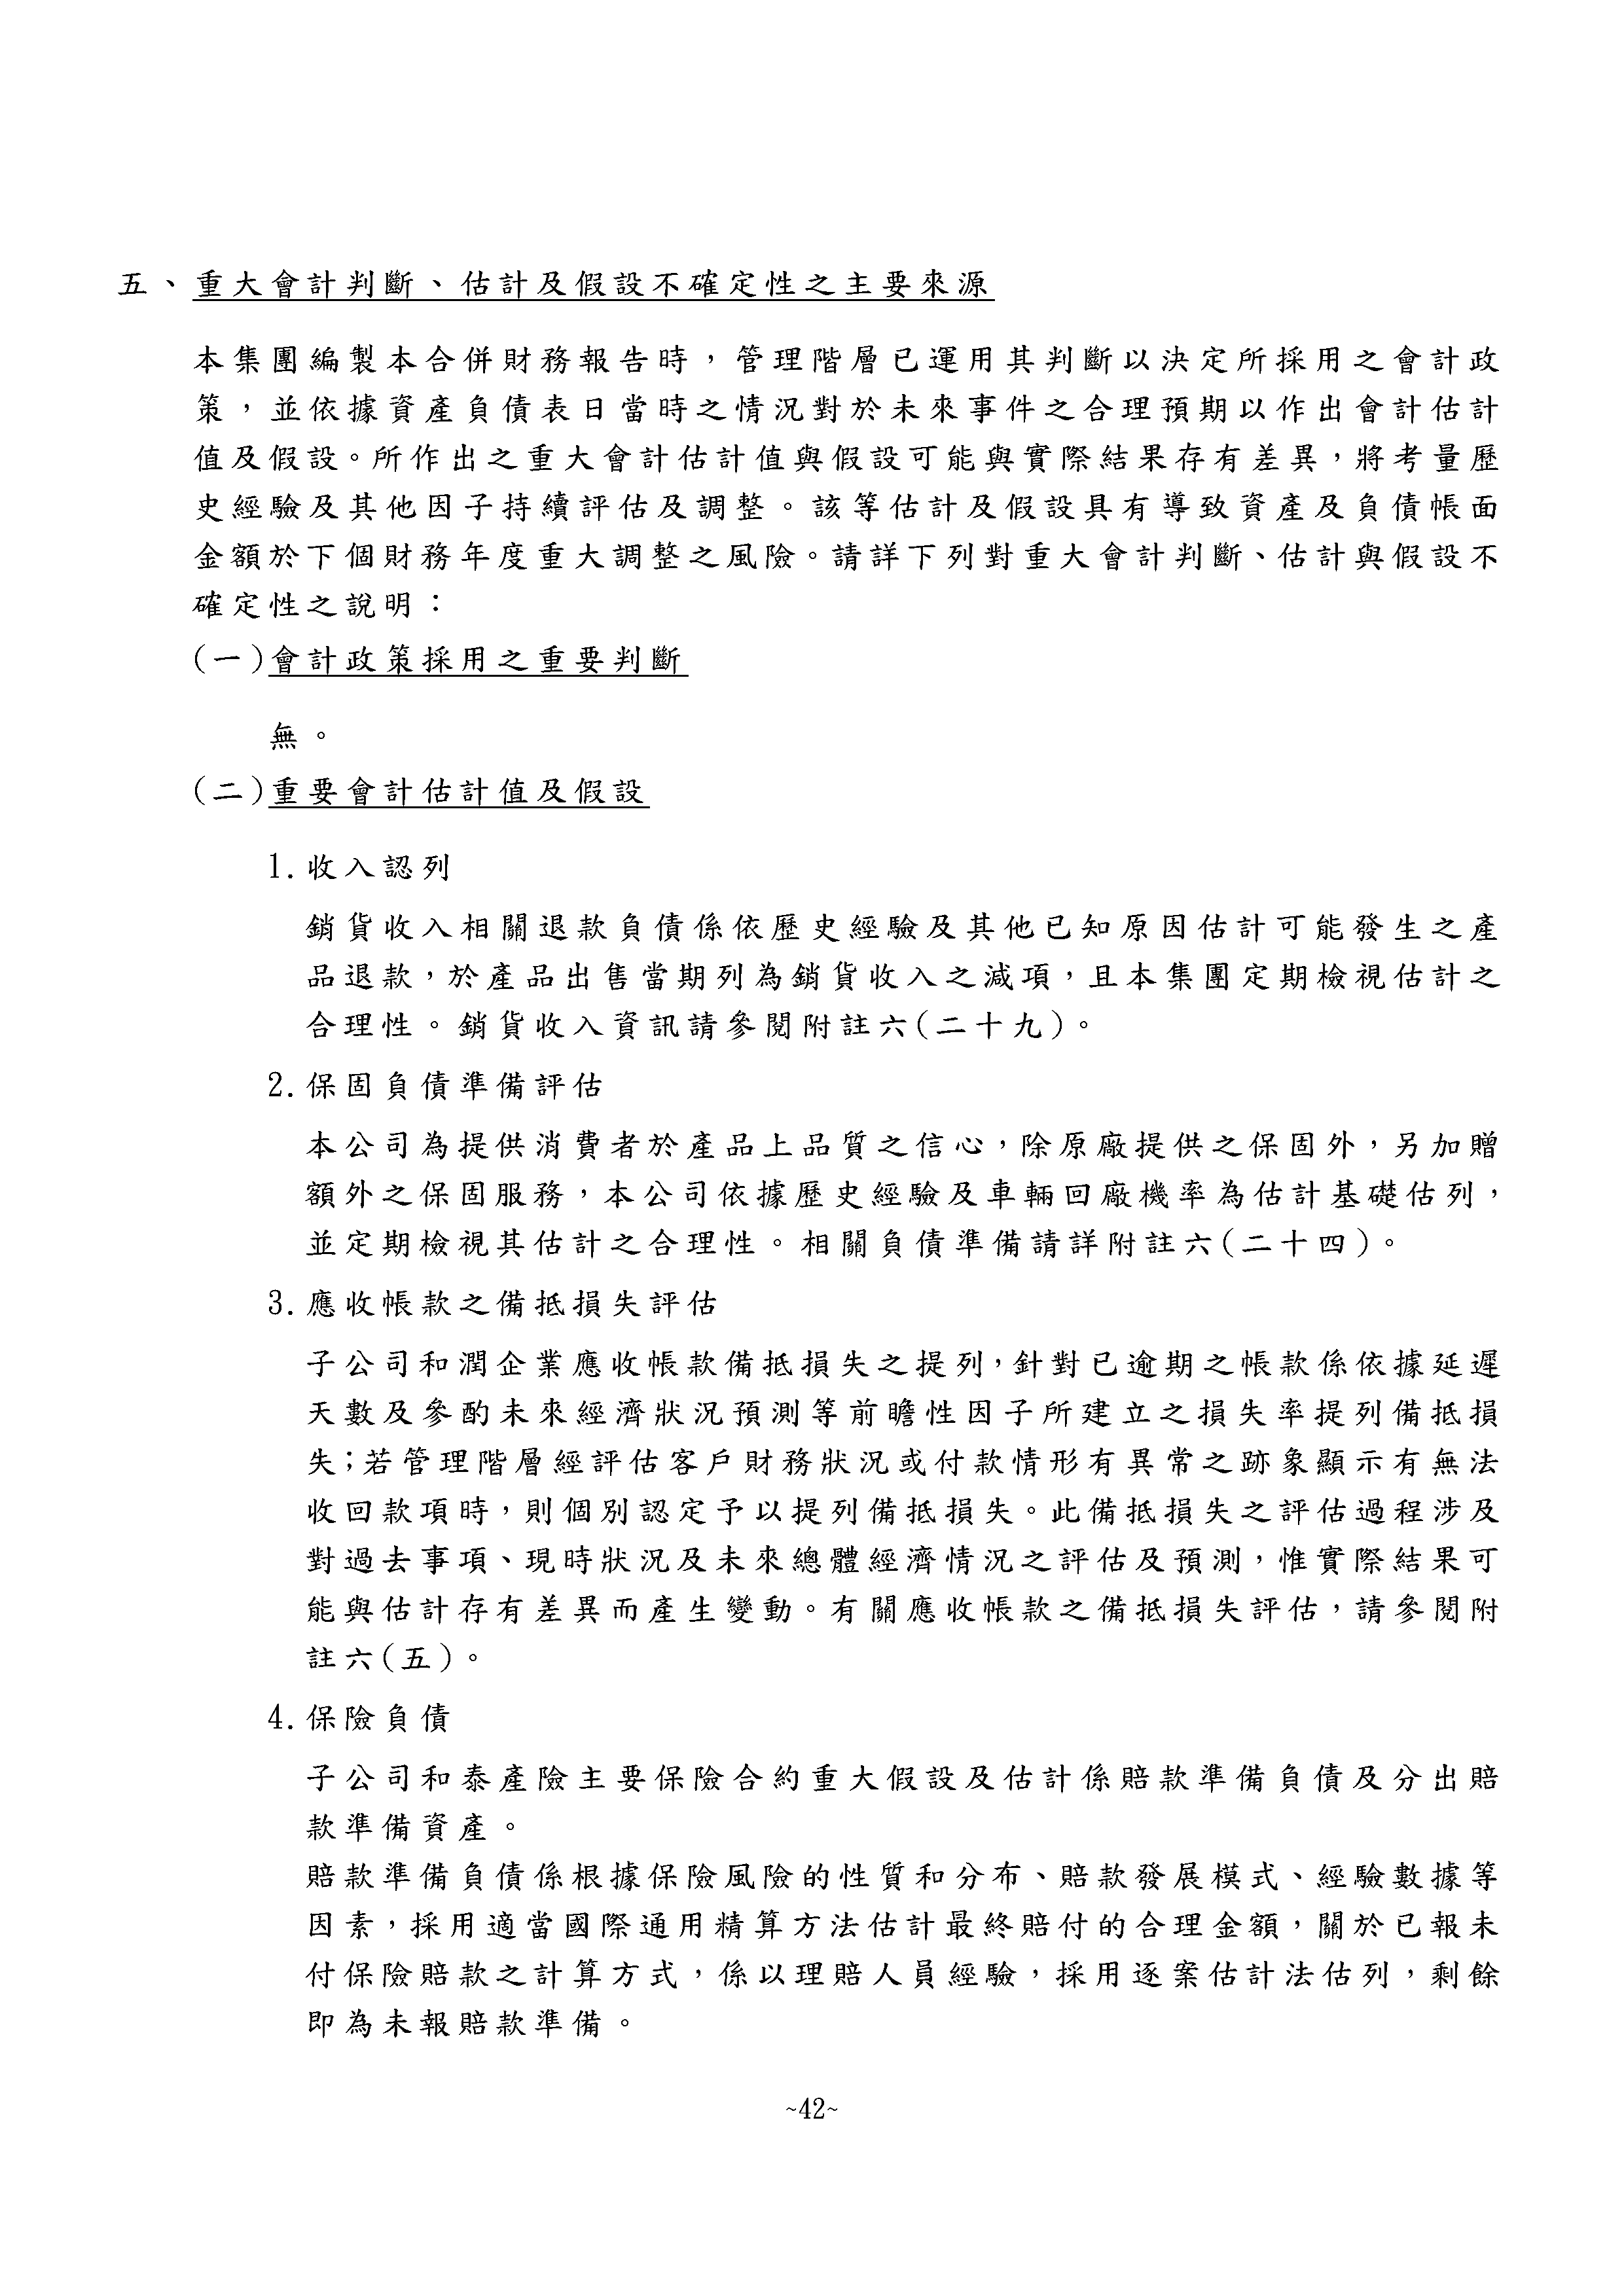 五、重大會計判斷、估計及假設不確定性之主要來源
本集團編製本合併財務報告時，管理階層已運用其判斷以決定所採用之會計政
策，並依據資產負債表日當時之情況對於未來事件之合理預期以作出會計估計
值及假設。所作出之重大會計估計值與假設可能與實際結果存有差異，將考量歷
史經驗及其他因子持續評估及調整。該等估計及假設具有導致資產及負債帳面
金額於下個財務年度重大調整之風險。請詳下列對重大會計判斷、估計與假設不
確定性之說明：
(一)會計政策採用之重要判斷
無。
(二)重要會計估計值及假設
1.收入認列
銷貨收入相關退款負債係依歷史經驗及其他已知原因估計可能發生之產
品退款，於產品出售當期列為銷貨收入之減項，且本集團定期檢視估計之
合理性。銷貨收入資訊請參閱附註六(二十九)。
2.保固負債準備評估
本公司為提供消費者於產品上品質之信心，除原廠提供之保固外，另加贈
額外之保固服務，本公司依據歷史經驗及車輛回廠機率為估計基礎估列，
並定期檢視其估計之合理性。相關負債準備請詳附註六(二十四)。
3.應收帳款之備抵損失評估
子公司和潤企業應收帳款備抵損失之提列，針對已逾期之帳款係依據延遲
天數及參酌未來經濟狀況預測等前瞻性因子所建立之損失率提列備抵損
失；若管理階層經評估客戶財務狀況或付款情形有異常之跡象顯示有無法
收回款項時，則個別認定予以提列備抵損失。此備抵損失之評估過程涉及
對過去事項、現時狀況及未來總體經濟情況之評估及預測，惟實際結果可
能與估計存有差異而產生變動。有關應收帳款之備抵損失評估，請參閱附
註六(五)。
4.保險負債
子公司和泰產險主要保險合約重大假設及估計係賠款準備負債及分出賠
款準備資產。
賠款準備負債係根據保險風險的性質和分布、賠款發展模式、經驗數據等
因素，採用適當國際通用精算方法估計最終賠付的合理金額，關於已報未
付保險賠款之計算方式，係以理賠人員經驗，採用逐案估計法估列，剩餘
即為未報賠款準備。
~42~